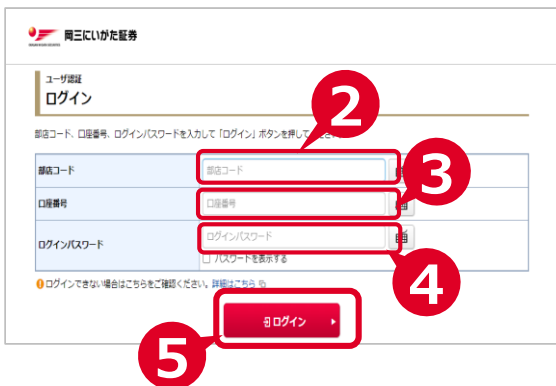 岡三にいがた証券
ユーザ認証
ログイン
2
部店コード、口座番号、ログインパスワードを入力して「ログイン」ボタンを押して
部店コード
部店コード
3
口座番号
口座番号
ログインパスワード
ログインパスワード
パスワードを表示する
4
ログインできない場合はこちらをご確認ください。詳細はこちら
ログイン
5